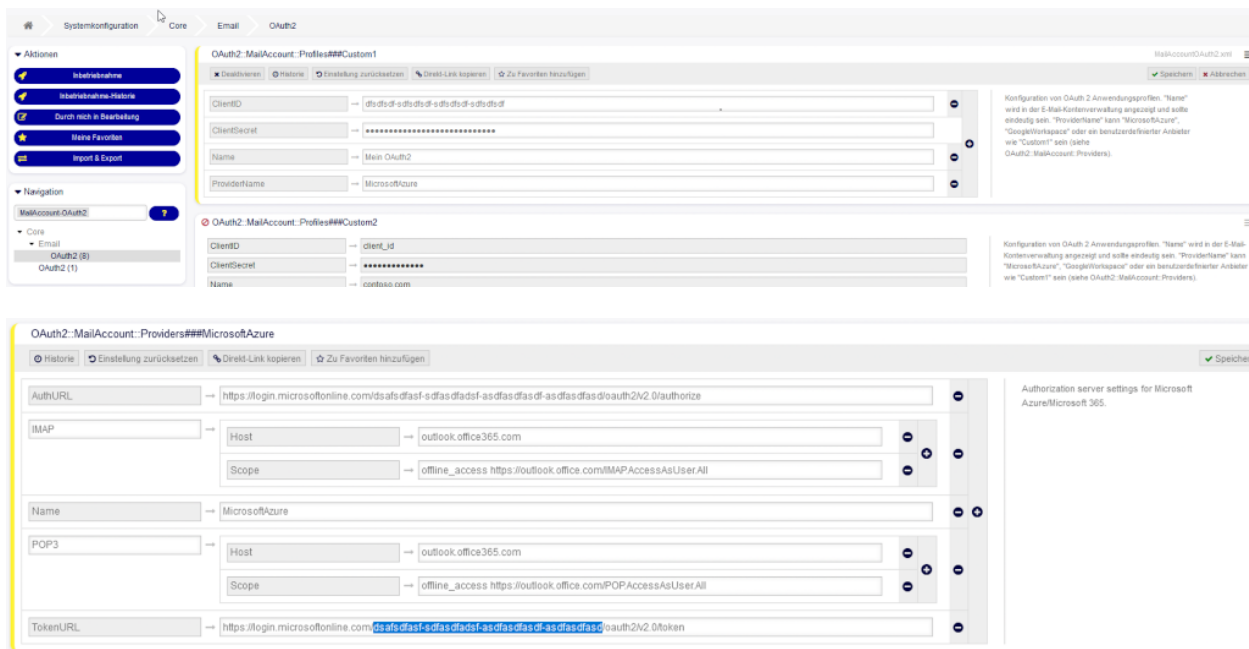 Systemkonfiguration Core Email OAuth2
Aktionen
Inbetriebnahme
Inbetriebnahme-Historie
Durch mich in Bearbeitung
Meine Favoriten
Import & Export
Navigation
MailAccount-OAuth2 ?
Core
Email
OAuth2 (8)
OAuth2 (1)
OAuth2::MailAccount::Profiles###Custom1 MailAccountOAuth2.xml
Deaktivieren Historie Einstellung zurücksetzen Direkt-Link kopieren Zu Favoriten hinzufügen Speichern Abbrechen
ClientID → dfsdfsdf-sdfsdfsdf-sdfsdfsdf-sdfsdfsdf
ClientSecret →
Name → Mein OAuth2
ProviderName → MicrosoftAzure
Konfiguration von OAuth 2 Anwendungsprofilen. "Name"
wird in der E-Mail-Kontenverwaltung angezeigt und sollte
eindeutig sein. "ProviderName" kann "MicrosoftAzure",
"GoogleWorkspace" oder ein benutzerdefinierter Anbieter
wie "Custom1" sein (siehe
OAuth2::MailAccount::Providers).
OAuth2::MailAccount::Profiles###Custom2
ClientID → client_id
ClientSecret →
Name → contoso.com
Konfiguration von OAuth 2 Anwendungsprofilen. "Name" wird in der E-Mail-
Kontenverwaltung angezeigt und sollte eindeutig sein. "ProviderName" kann
"MicrosoftAzure", "GoogleWorkspace" oder ein benutzerdefinierter Anbieter
wie "Custom1" sein (siehe OAuth2::MailAccount::Providers).
OAuth2::MailAccount::Providers###MicrosoftAzure
Historie Einstellung zurücksetzen Direkt-Link kopieren Zu Favoriten hinzufügen Speicher
AuthURL → https://login.microsoftonline.com/dsafsdfasf-sdfasdfadsf-asdfasdfasdf-asdfasdfasd/oauth2/v2.0/authorize
IMAP →
Host → outlook.office365.com
Scope → offline_access https://outlook.office.com/IMAP.AccessAsUser.All
Name → MicrosoftAzure
POP3 →
Host → outlook.office365.com
Scope → offline_access https://outlook.office.com/POP.AccessAsUser.All
TokenURL → https://login.microsoftonline.com/dsafsdfasf-sdfasdfadsf-asdfasdfasdf-asdfasdfasd/oauth2/v2.0/token
Authorization server settings for Microsoft
Azure/Microsoft 365.